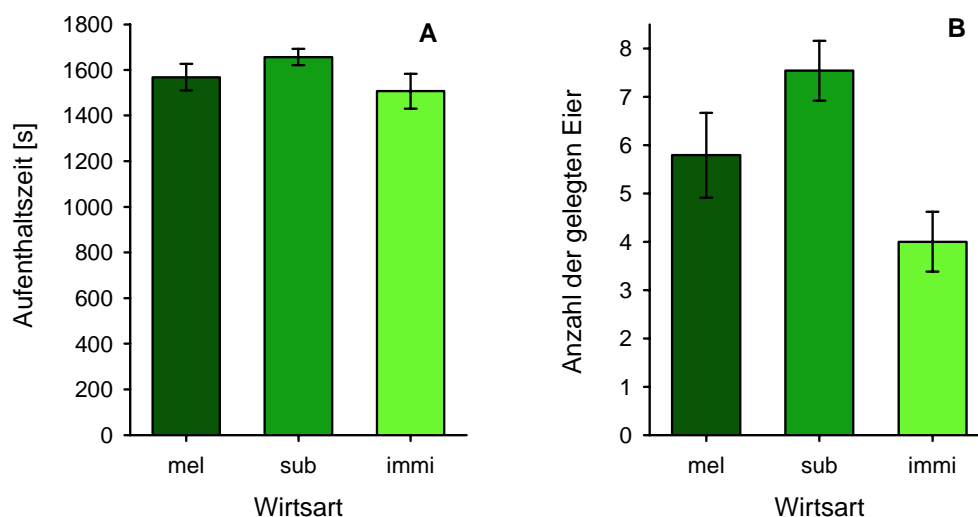 A
Aufenthaltszeit [s]
1800
1600
1400
1200
1000
800
600
400
200
0
mel sub immi
Wirtsart
B
Anzahl der gelegten Eier
8
7
6
5
4
3
2
1
0
mel sub immi
Wirtsart